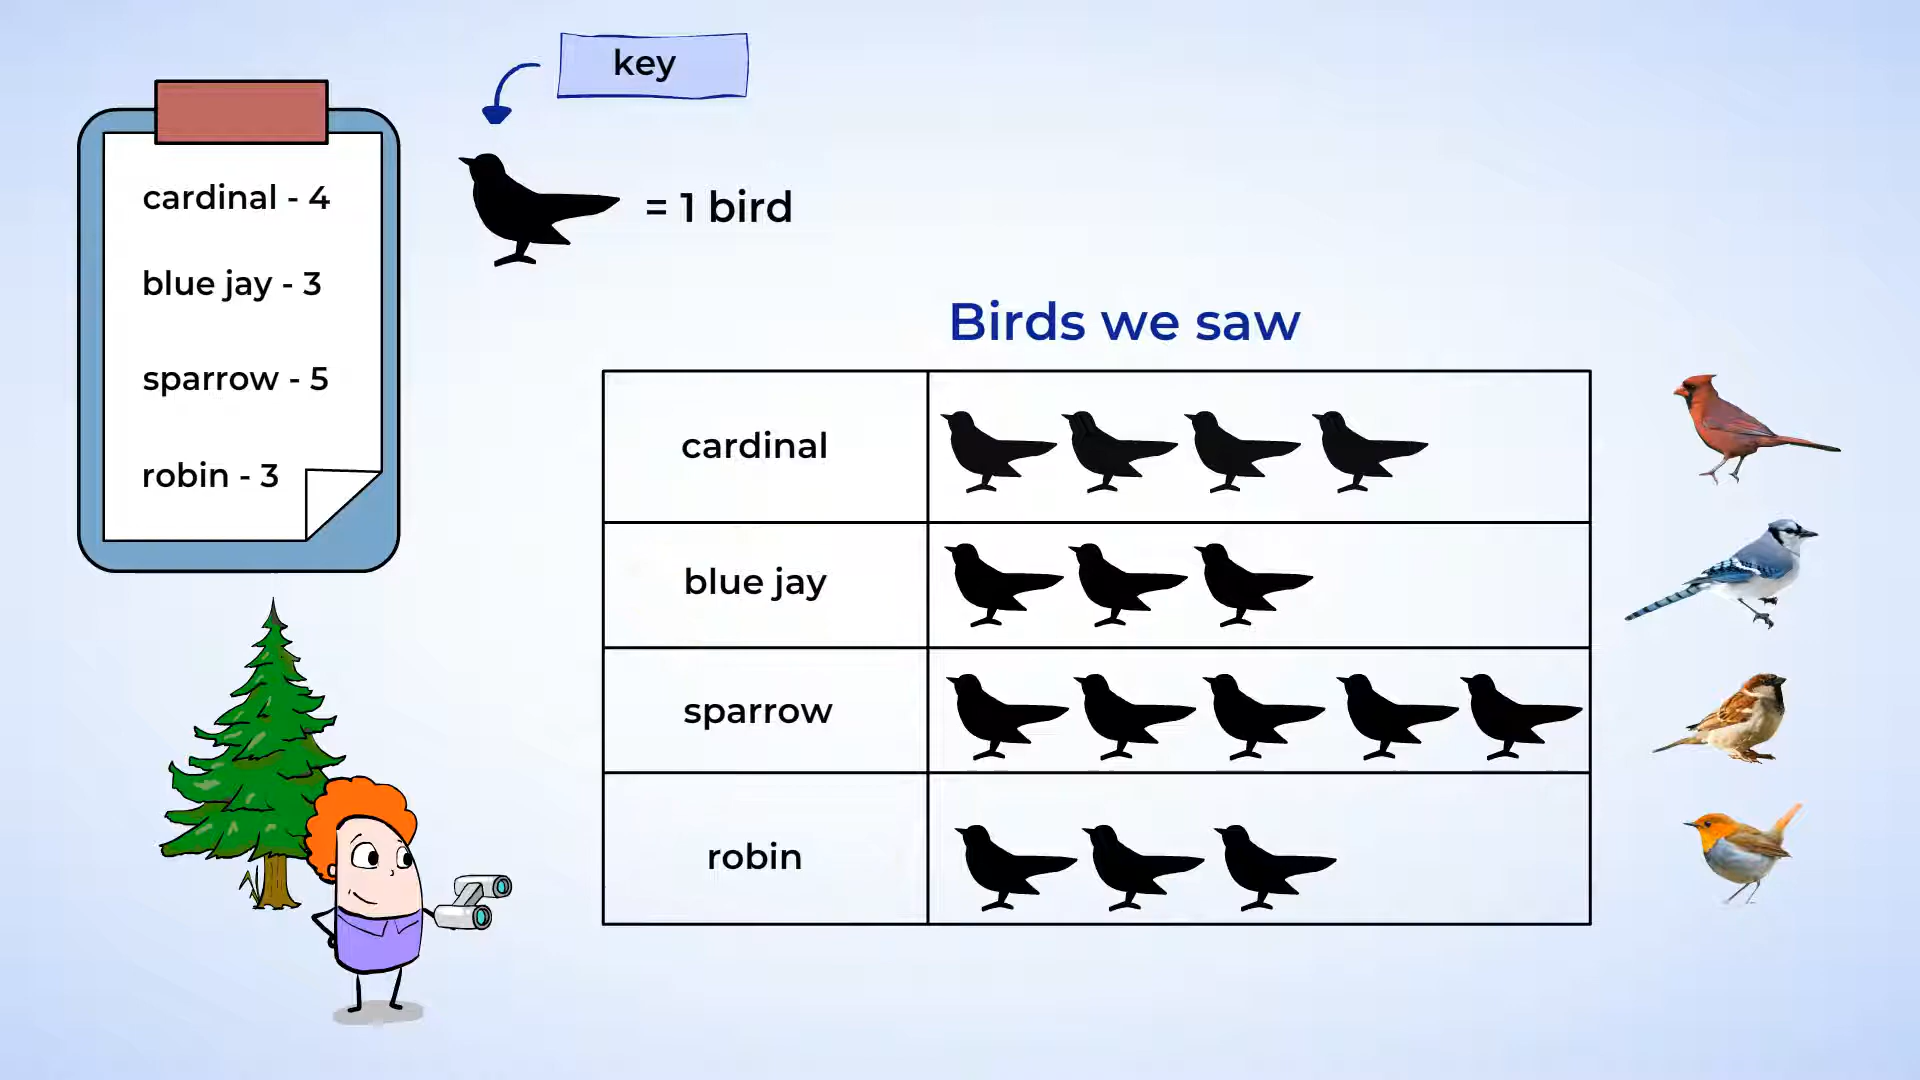 key
cardinal - 4
blue jay - 3
sparrow - 5
robin - 3
= 1 bird
Birds we saw
cardinal
blue jay
sparrow
robin